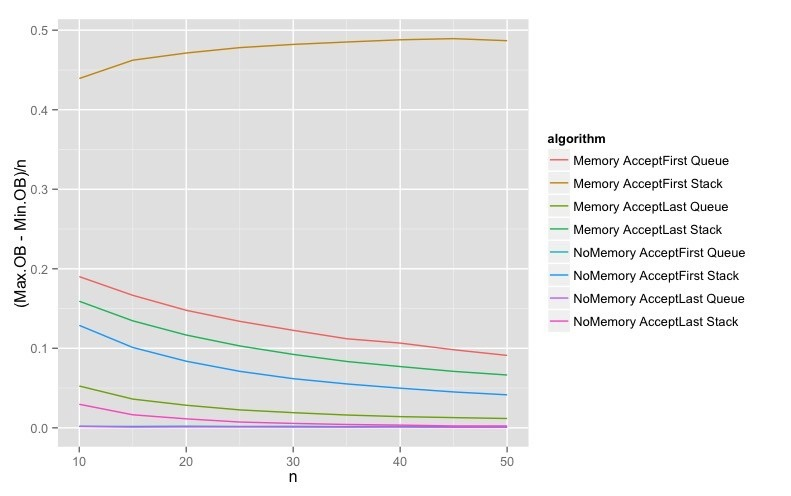 (Max.OB - Min.OB)/n
0.5
0.4
0.3
0.2
0.1
0.0
10 20 30 40 50
n
algorithm
Memory AcceptFirst Queue
Memory AcceptFirst Stack
Memory AcceptLast Queue
Memory AcceptLast Stack
NoMemory AcceptFirst Queue
NoMemory AcceptFirst Stack
NoMemory AcceptLast Queue
NoMemory AcceptLast Stack